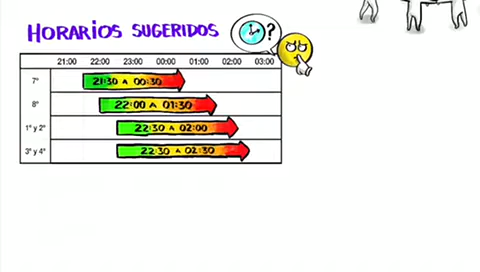 HORARIOS SUGERIDOS
?
21:00 22:00 23:00 00:00 01:00 02:00 03:00
7° 21:30 A 00:30
8° 22:00 A 01:30
1° y 2° 22:30 A 02:00
3° y 4° 22:30 A 02:30